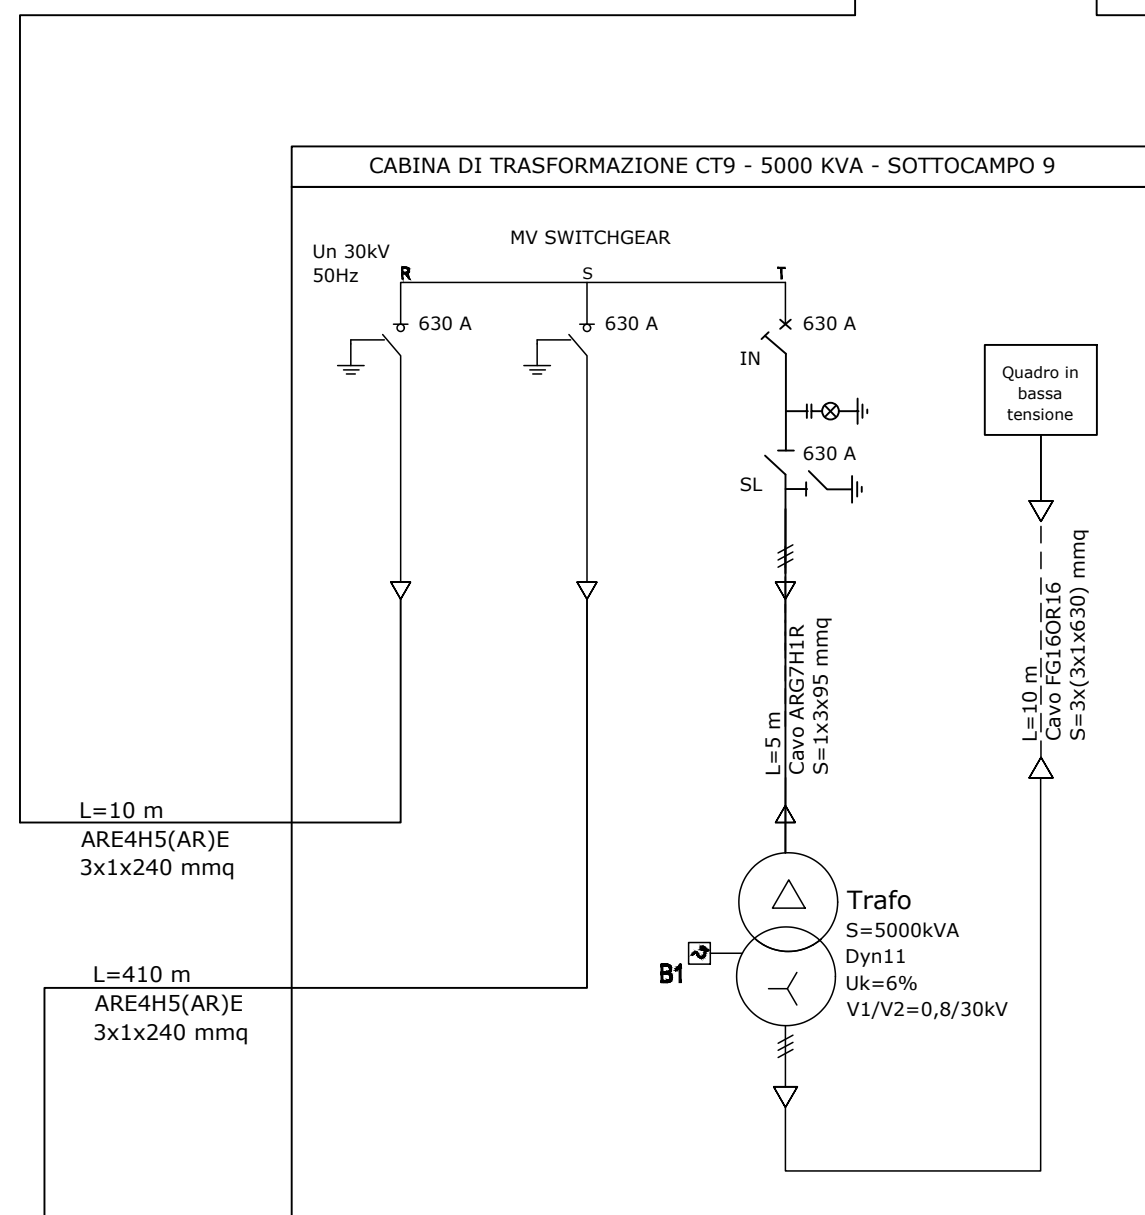 CABINA DI TRASFORMAZIONE CT9 - 5000 KVA - SOTTOCAMPO 9
MV SWITCHGEAR
Un 30kV
50Hz
R
S
T
630 A
630 A
630 A
IN
630 A
SL
Quadro in
bassa
tensione
L=5 m
Cavo ARG7H1R
S=1x3x95 mmq
L=10 m
Cavo FG16OR16
S=3x(3x1x630) mmq
L=10 m
ARE4H5(AR)E
3x1x240 mmq
L=410 m
ARE4H5(AR)E
3x1x240 mmq
Trafo
S=5000kVA
Dyn11
Uk=6%
V1/V2=0,8/30kV
B1